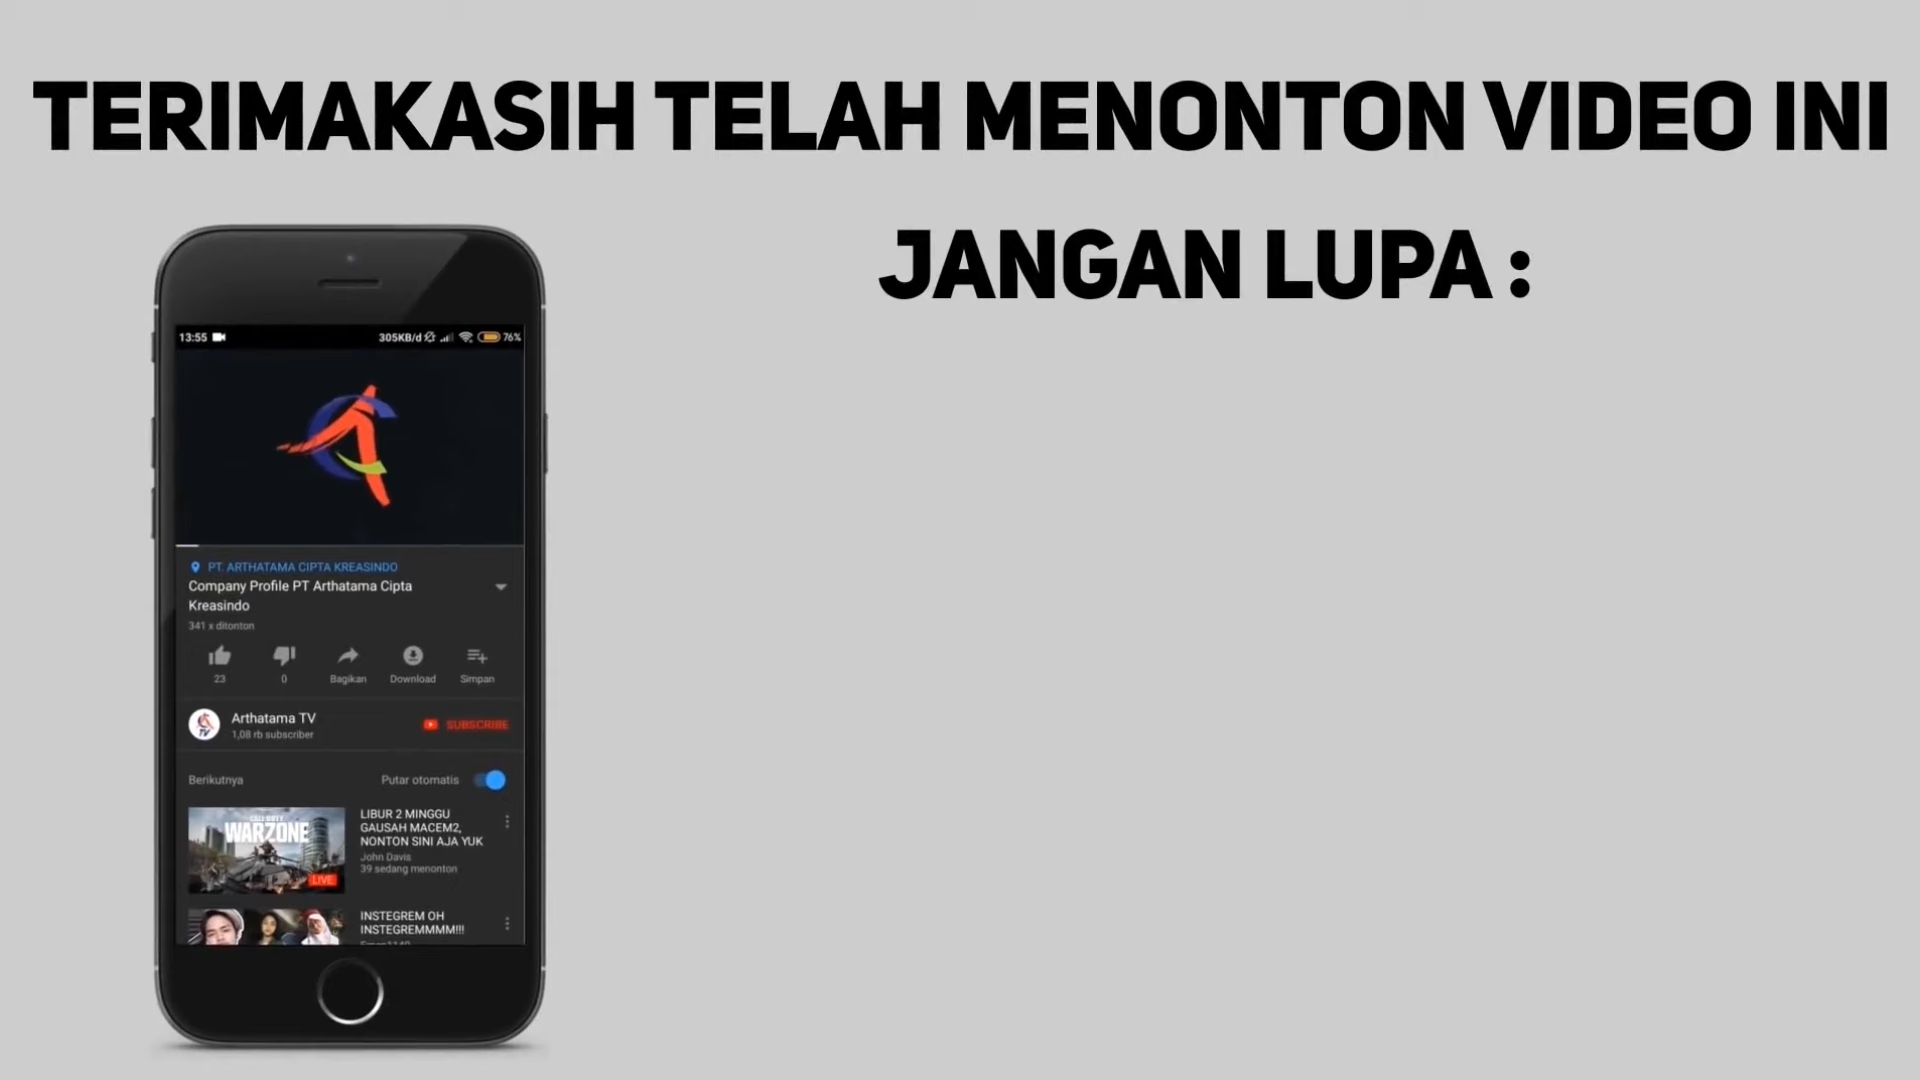 TERIMAKASIH TELAH MENONTON VIDEO INI
JANGAN LUPA :
13:55
305KB/d
76%
PT. ARTHATAMA CIPTA KREASINDO
Company Profile PT Arthatama Cipta
Kreasindo
341 x ditonton
23
0
Bagikan
Download
Simpan
Arthatama TV
1,08 rb subscriber
SUBSCRIBE
Berikutnya
Putar otomatis
WARZONE
LIVE
LIBUR 2 MINGGU
GAUSAH MACEM2,
NONTON SINI AJA YUK
John Davis
39 sedang menonton
INSTEGREM OH
INSTEGREMMMM!!!